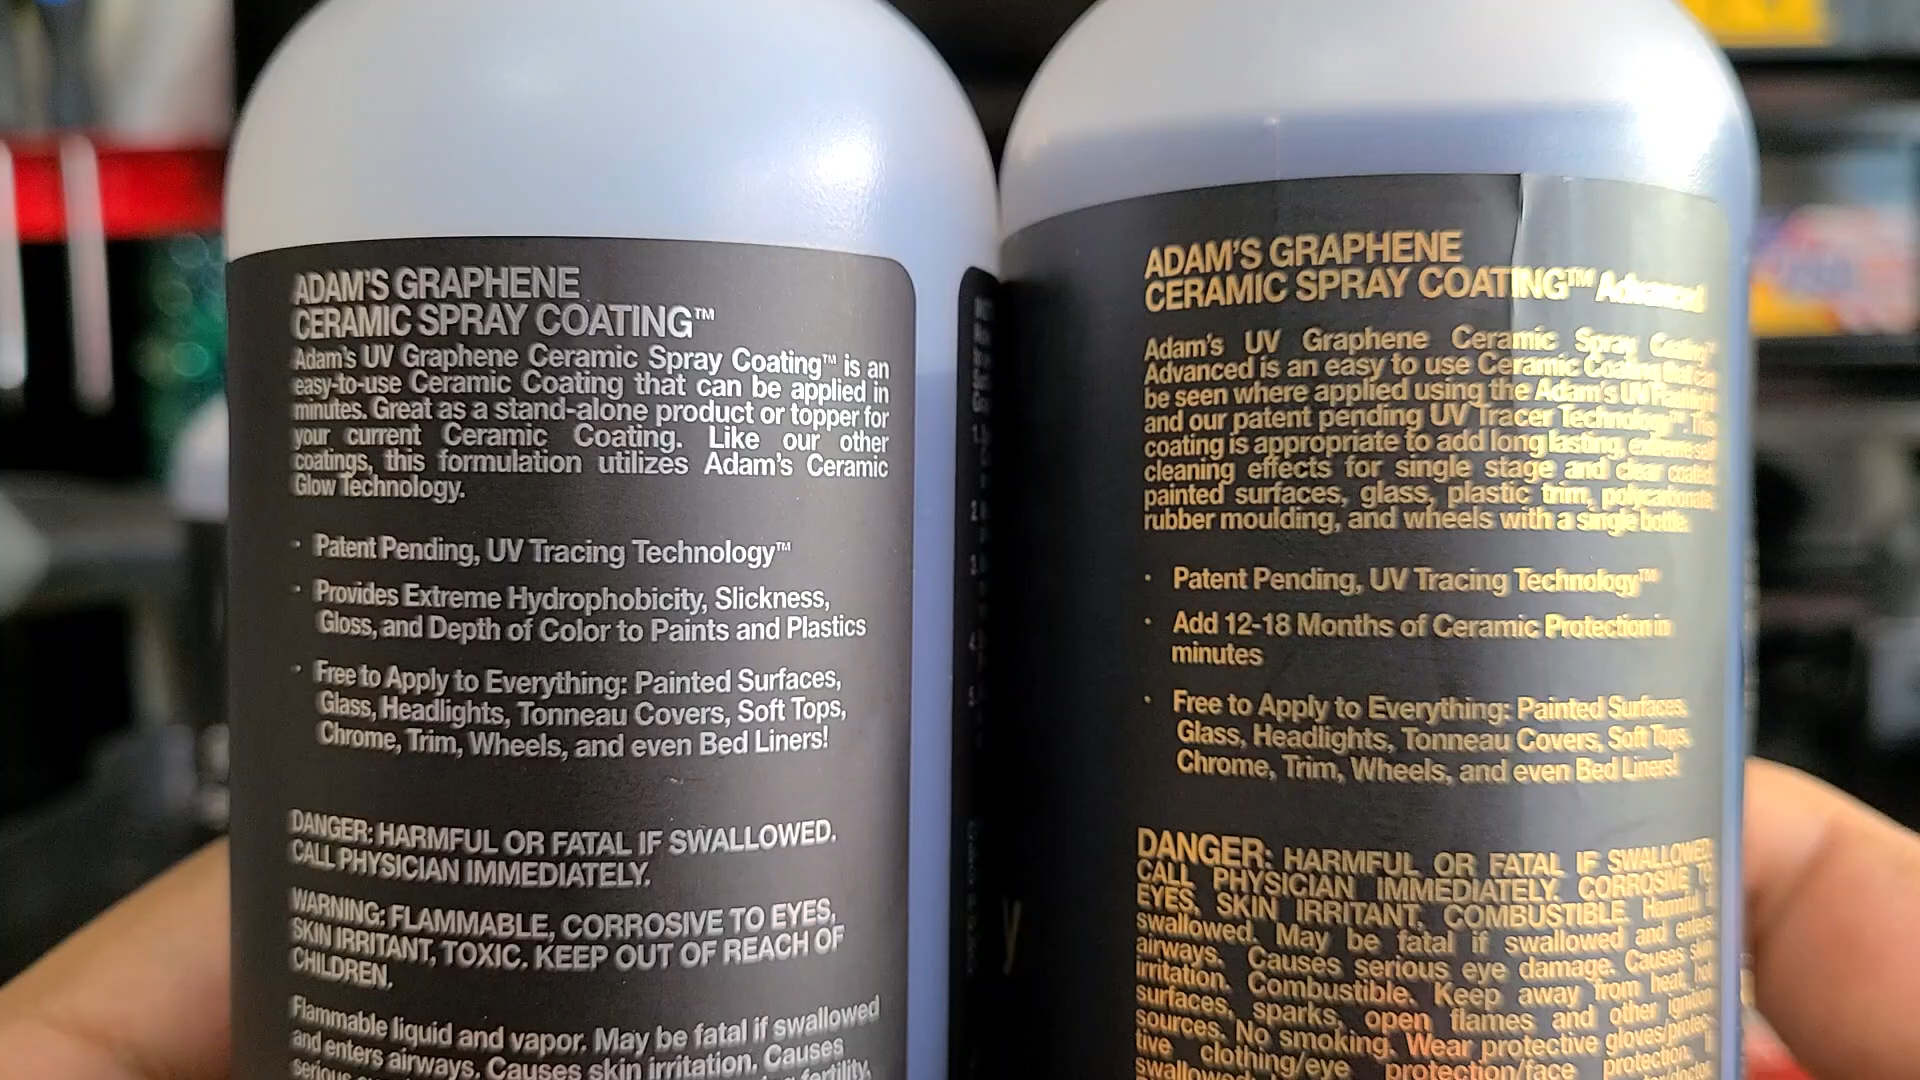 ADAM'S GRAPHENE
CERAMIC SPRAY COATING™
Adam's UV Graphene Ceramic Spray Coating™ is an
easy-to-use Ceramic Coating that can be applied in
minutes. Great as a stand-alone product or topper for
your current Ceramic Coating. Like our other
coatings, this formulation utilizes Adam's Ceramic
Glow Technology.
· Patent Pending, UV Tracing Technology™
· Provides Extreme Hydrophobicity, Slickness,
Gloss, and Depth of Color to Paints and Plastics
· Free to Apply to Everything: Painted Surfaces,
Glass, Headlights, Tonneau Covers, Soft Tops,
Chrome, Trim, Wheels, and even Bed Liners!
DANGER: HARMFUL OR FATAL IF SWALLOWED.
CALL PHYSICIAN IMMEDIATELY.
WARNING: FLAMMABLE, CORROSIVE TO EYES,
SKIN IRRITANT, TOXIC. KEEP OUT OF REACH OF
CHILDREN.
Flammable liquid and vapor. May be fatal if swallowed
and enters airways. Causes skin irritation. Causes
serious fertility,
ADAM'S GRAPHENE
CERAMIC SPRAY COATING™ Advanced
Adam's UV Graphene Ceramic Spray Coating™
Advanced is an easy to use Ceramic Coating that can
be seen where applied using the Adam's UV Flashlight
and our patent pending UV Tracer Technology™. This
coating is appropriate to add long lasting, extreme self
cleaning effects for single stage and clear coated
painted surfaces, glass, plastic trim, polycarbonate,
rubber moulding, and wheels with a single bottle.
· Patent Pending, UV Tracing Technology™
· Add 12-18 Months of Ceramic Protection in
minutes
· Free to Apply to Everything: Painted Surfaces,
Glass, Headlights, Tonneau Covers, Soft Tops,
Chrome, Trim, Wheels, and even Bed Liners!
DANGER: HARMFUL OR FATAL IF SWALLOWED.
CALL PHYSICIAN IMMEDIATELY. CORROSIVE TO
EYES, SKIN IRRITANT, COMBUSTIBLE. Harmful if
swallowed. May be fatal if swallowed and enters
airways. Causes serious eye damage. Causes skin
irritation. Combustible. Keep away from heat, hot
surfaces, sparks, open flames and other ignition
sources. No smoking. Wear protective gloves/protec-
tive clothing/eye protection/face protection. If
swallowed: